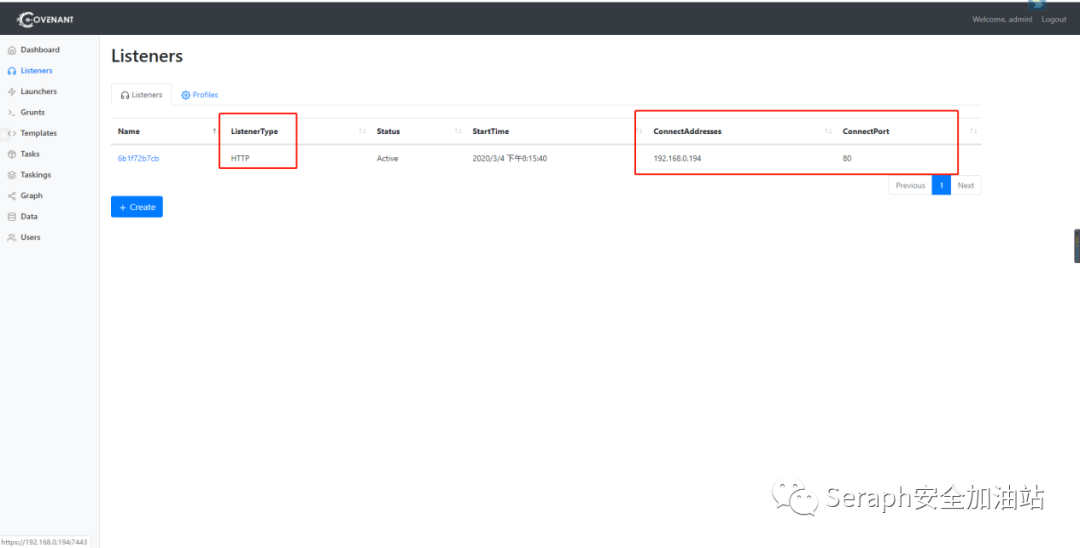 COVENANT
Welcome, admin! Logout
Dashboard
Listeners
Launchers
Grunts
Templates
Tasks
Taskings
Graph
Data
Users
Listeners
Listeners Profiles
Name ListenerType Status StartTime ConnectAddresses ConnectPort
6b1f72b7cb HTTP Active 2020/3/4 下午8:15:40 192.168.0.194 80
Previous 1 Next
+ Create
Seraph安全加油站
https://192.168.0.194:7443